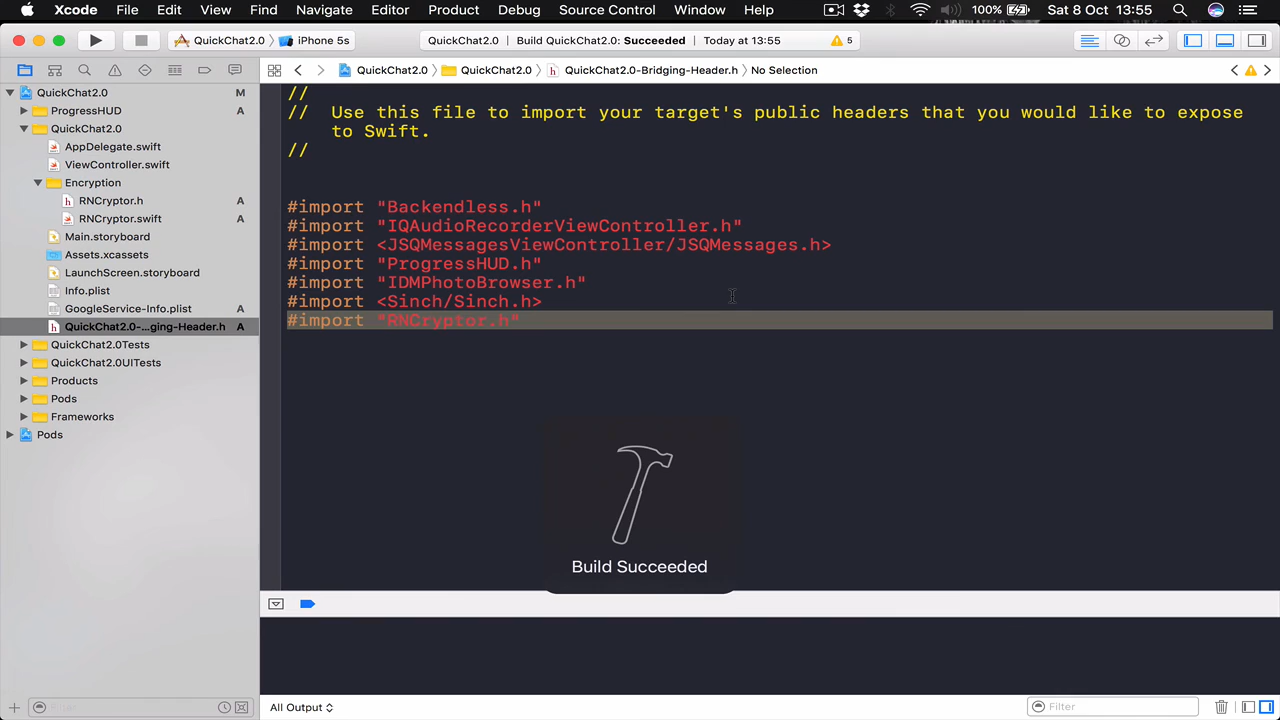 Xcode File Edit View Find Navigate Editor Product Debug Source Control Window Help 100% Sat 8 Oct 13:55
QuickChat2.0 iPhone 5s QuickChat2.0 Build QuickChat2.0: Succeeded Today at 13:55 5
QuickChat2.0 QuickChat2.0 QuickChat2.0-Bridging-Header.h No Selection
QuickChat2.0 M
ProgressHUD A
QuickChat2.0
AppDelegate.swift
ViewController.swift
Encryption
RNCryptor.h A
RNCryptor.swift A
Main.storyboard
Assets.xcassets
LaunchScreen.storyboard
Info.plist
GoogleService-Info.plist A
QuickChat2.0-...ging-Header.h A
QuickChat2.0Tests
QuickChat2.0UITests
Products
Pods
Frameworks
Pods
Filter
//
// Use this file to import your target's public headers that you would like to expose
to Swift.
//
#import "Backendless.h"
#import "IQAudioRecorderViewController.h"
#import <JSQMessagesViewController/JSQMessages.h>
#import "ProgressHUD.h"
#import "IDMPhotoBrowser.h"
#import <Sinch/Sinch.h>
#import "RNCryptor.h"
Build Succeeded
All Output Filter